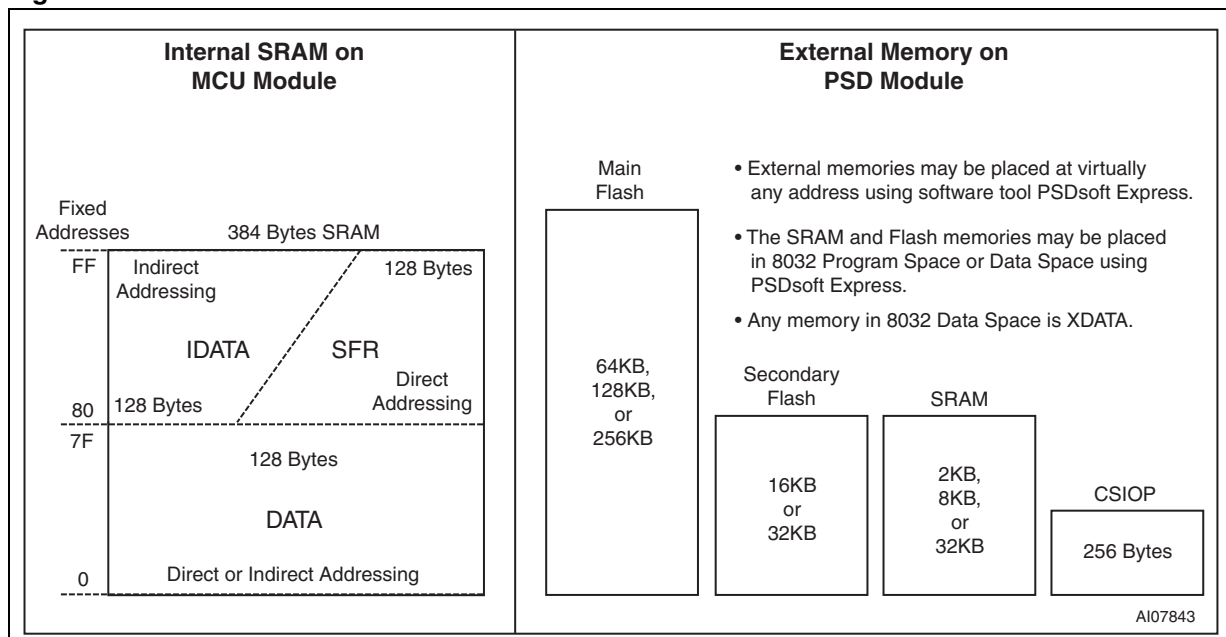 Internal SRAM on
MCU Module
Fixed
Addresses
384 Bytes SRAM
FF
Indirect
Addressing
128 Bytes
IDATA
SFR
Direct
Addressing
80
128 Bytes
7F
128 Bytes
DATA
0
Direct or Indirect Addressing
External Memory on
PSD Module
Main
Flash
64KB,
128KB,
or
256KB
• External memories may be placed at virtually
any address using software tool PSDsoft Express.
• The SRAM and Flash memories may be placed
in 8032 Program Space or Data Space using
PSDsoft Express.
• Any memory in 8032 Data Space is XDATA.
Secondary
Flash
16KB
or
32KB
SRAM
2KB,
8KB,
or
32KB
CSIOP
256 Bytes
AI07843